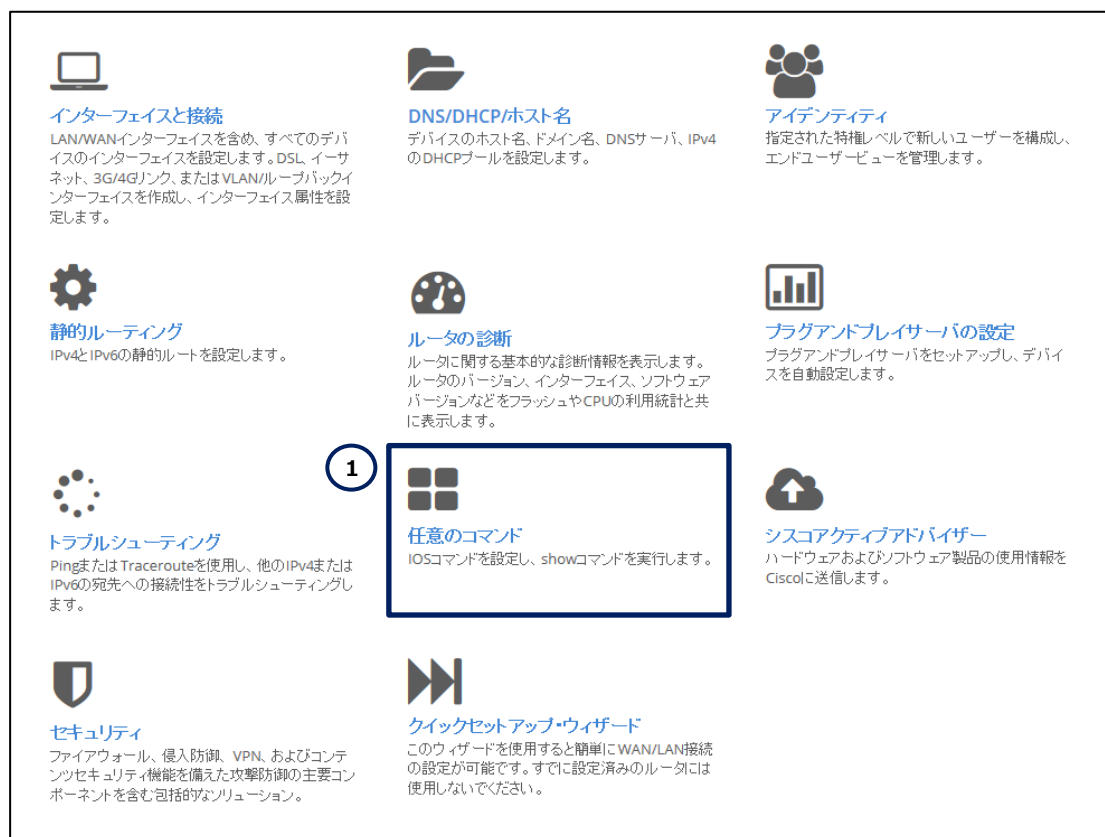 インターフェイスと接続
LAN/WANインターフェイスを含め、すべてのデバ
イスのインターフェイスを設定します。DSL、イーサ
ネット、3G/4Gリンク、またはVLAN/ループバックイ
ンターフェイスを作成し、インターフェイス属性を設
定します。
DNS/DHCP/ホスト名
デバイスのホスト名、ドメイン名、DNSサーバ、IPv4
のDHCPプールを設定します。
アイデンティティ
指定された特権レベルで新しいユーザーを構成し、
エンドユーザービューを管理します。
静的ルーティング
IPv4とIPv6の静的ルートを設定します。
ルータの診断
ルータに関する基本的な診断情報を表示します。
ルータのバージョン、インターフェイス、ソフトウェア
バージョンなどをフラッシュやCPUの利用統計と共
に表示します。
プラグアンドプレイサーバの設定
プラグアンドプレイサーバをセットアップし、デバイ
スを自動設定します。
トラブルシューティング
PingまたはTracerouteを使用し、他のIPv4または
IPv6の宛先への接続性をトラブルシューティングし
ます。
1
任意のコマンド
IOSコマンドを設定し、showコマンドを実行します。
シスコアクティブアドバイザー
ハードウェアおよびソフトウェア製品の使用情報を
Ciscoに送信します。
セキュリティ
ファイアウォール、侵入防御、VPN、およびコンテ
ンツセキュリティ機能を備えた攻撃防御の主要コン
ポーネントを含む包括的なソリューション。
クイックセットアップ・ウィザード
このウィザードを使用すると簡単にWAN/LAN接続
の設定が可能です。すでに設定済みのルータには
使用しないでください。